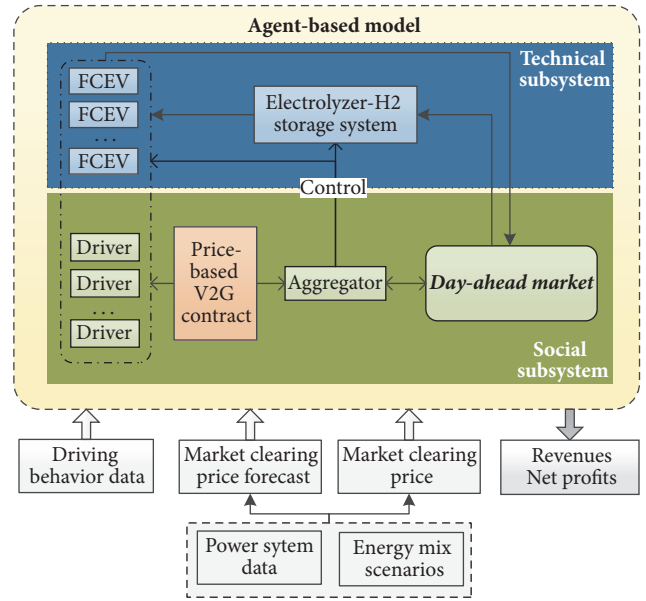 Agent-based model
Technical
subsystem
FCEV
FCEV
...
FCEV
Electrolyzer-H2
storage system
Control
Driver
Driver
...
Driver
Price-
based
V2G
contract
Aggregator
Day-ahead market
Social
subsystem
Driving
behavior data
Market clearing
price forecast
Market clearing
price
Revenues
Net profits
Power sytem
data
Energy mix
scenarios